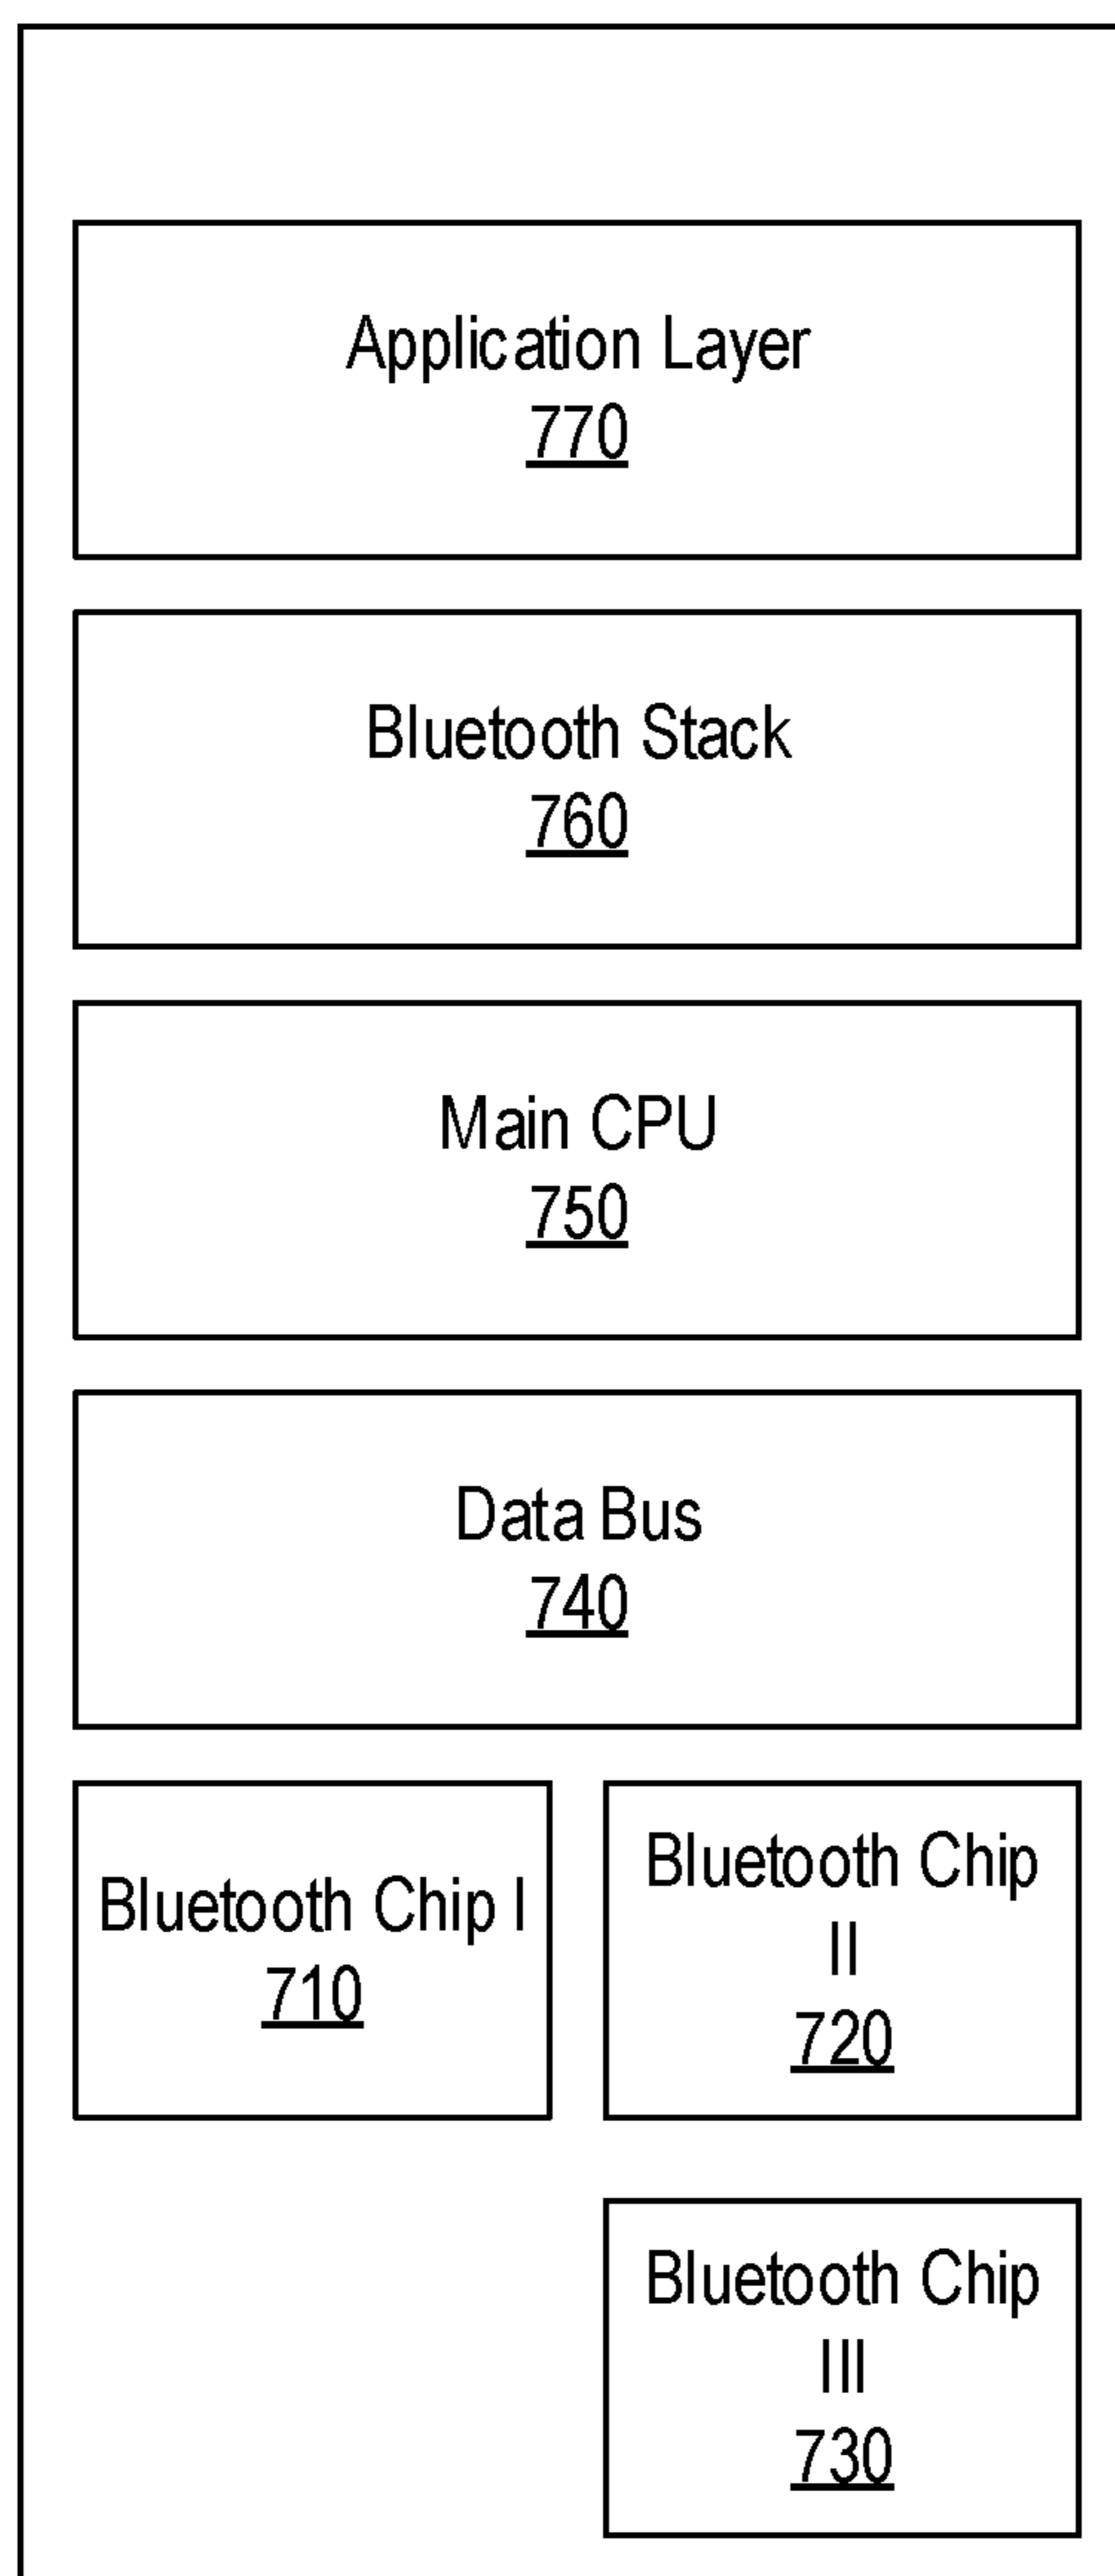 Application Layer
770
Bluetooth Stack
760
Main CPU
750
Data Bus
740
Bluetooth Chip I
710
Bluetooth Chip
II
720
Bluetooth Chip
III
730